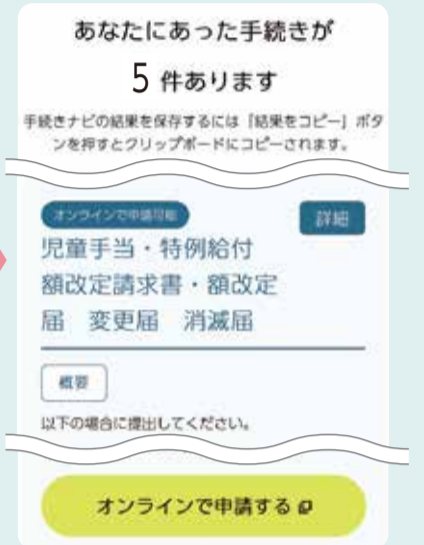 あなたにあった手続きが
5 件あります
手続きナビの結果を保存するには「結果をコピー」ボタ
ンを押すとクリップボードにコピーされます。
オンラインで申請可能
詳細
児童手当・特例給付
額改定請求書・額改定
届 変更届 消滅届
概要
以下の場合に提出してください。
オンラインで申請する